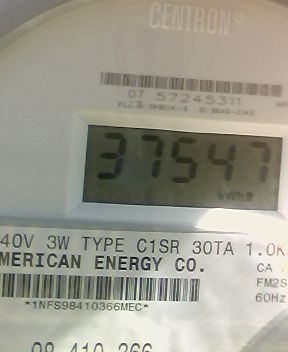 CENTRON
07 57245311
37547
kWh
40V 3W TYPE C1SR 30TA 1.0K
MERICAN ENERGY CO.
CA
FM2S
60Hz
*1NFS98410366MEC*
98 410 366